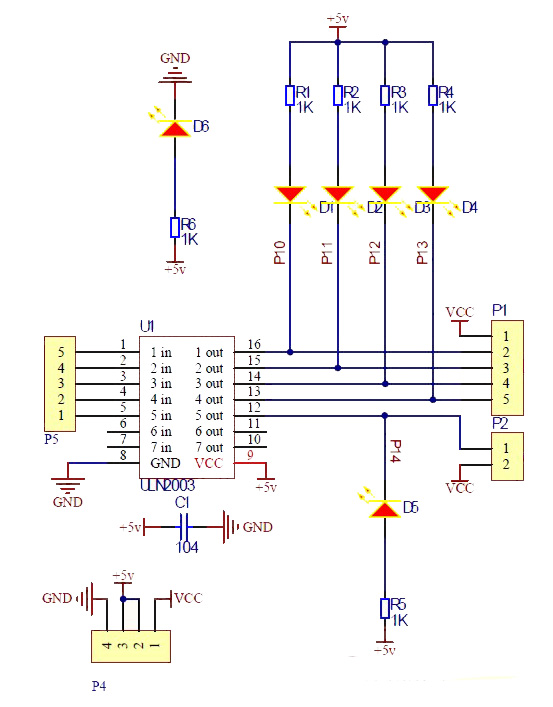 +5v
GND
R1 R2 R3 R4
1K 1K 1K 1K
D6
D1 D2 D3 D4
R6
1K
+5v
P10 P11 P12 P13
U1
P1
VCC
1
2
3
4
5
5 1 1 in 1 out 16
4 2 2 in 2 out 15
3 3 3 in 3 out 14
2 4 4 in 4 out 13
1 5 5 in 5 out 12
6 6 in 6 out 11
7 7 in 7 out 10
8 GND VCC 9
P5
GND
ULN2003
+5v
P2
1
2
VCC
P14
D5
C1
+5v GND
104
R5
1K
+5v
+5v
GND VCC
4 3 2 1
P4